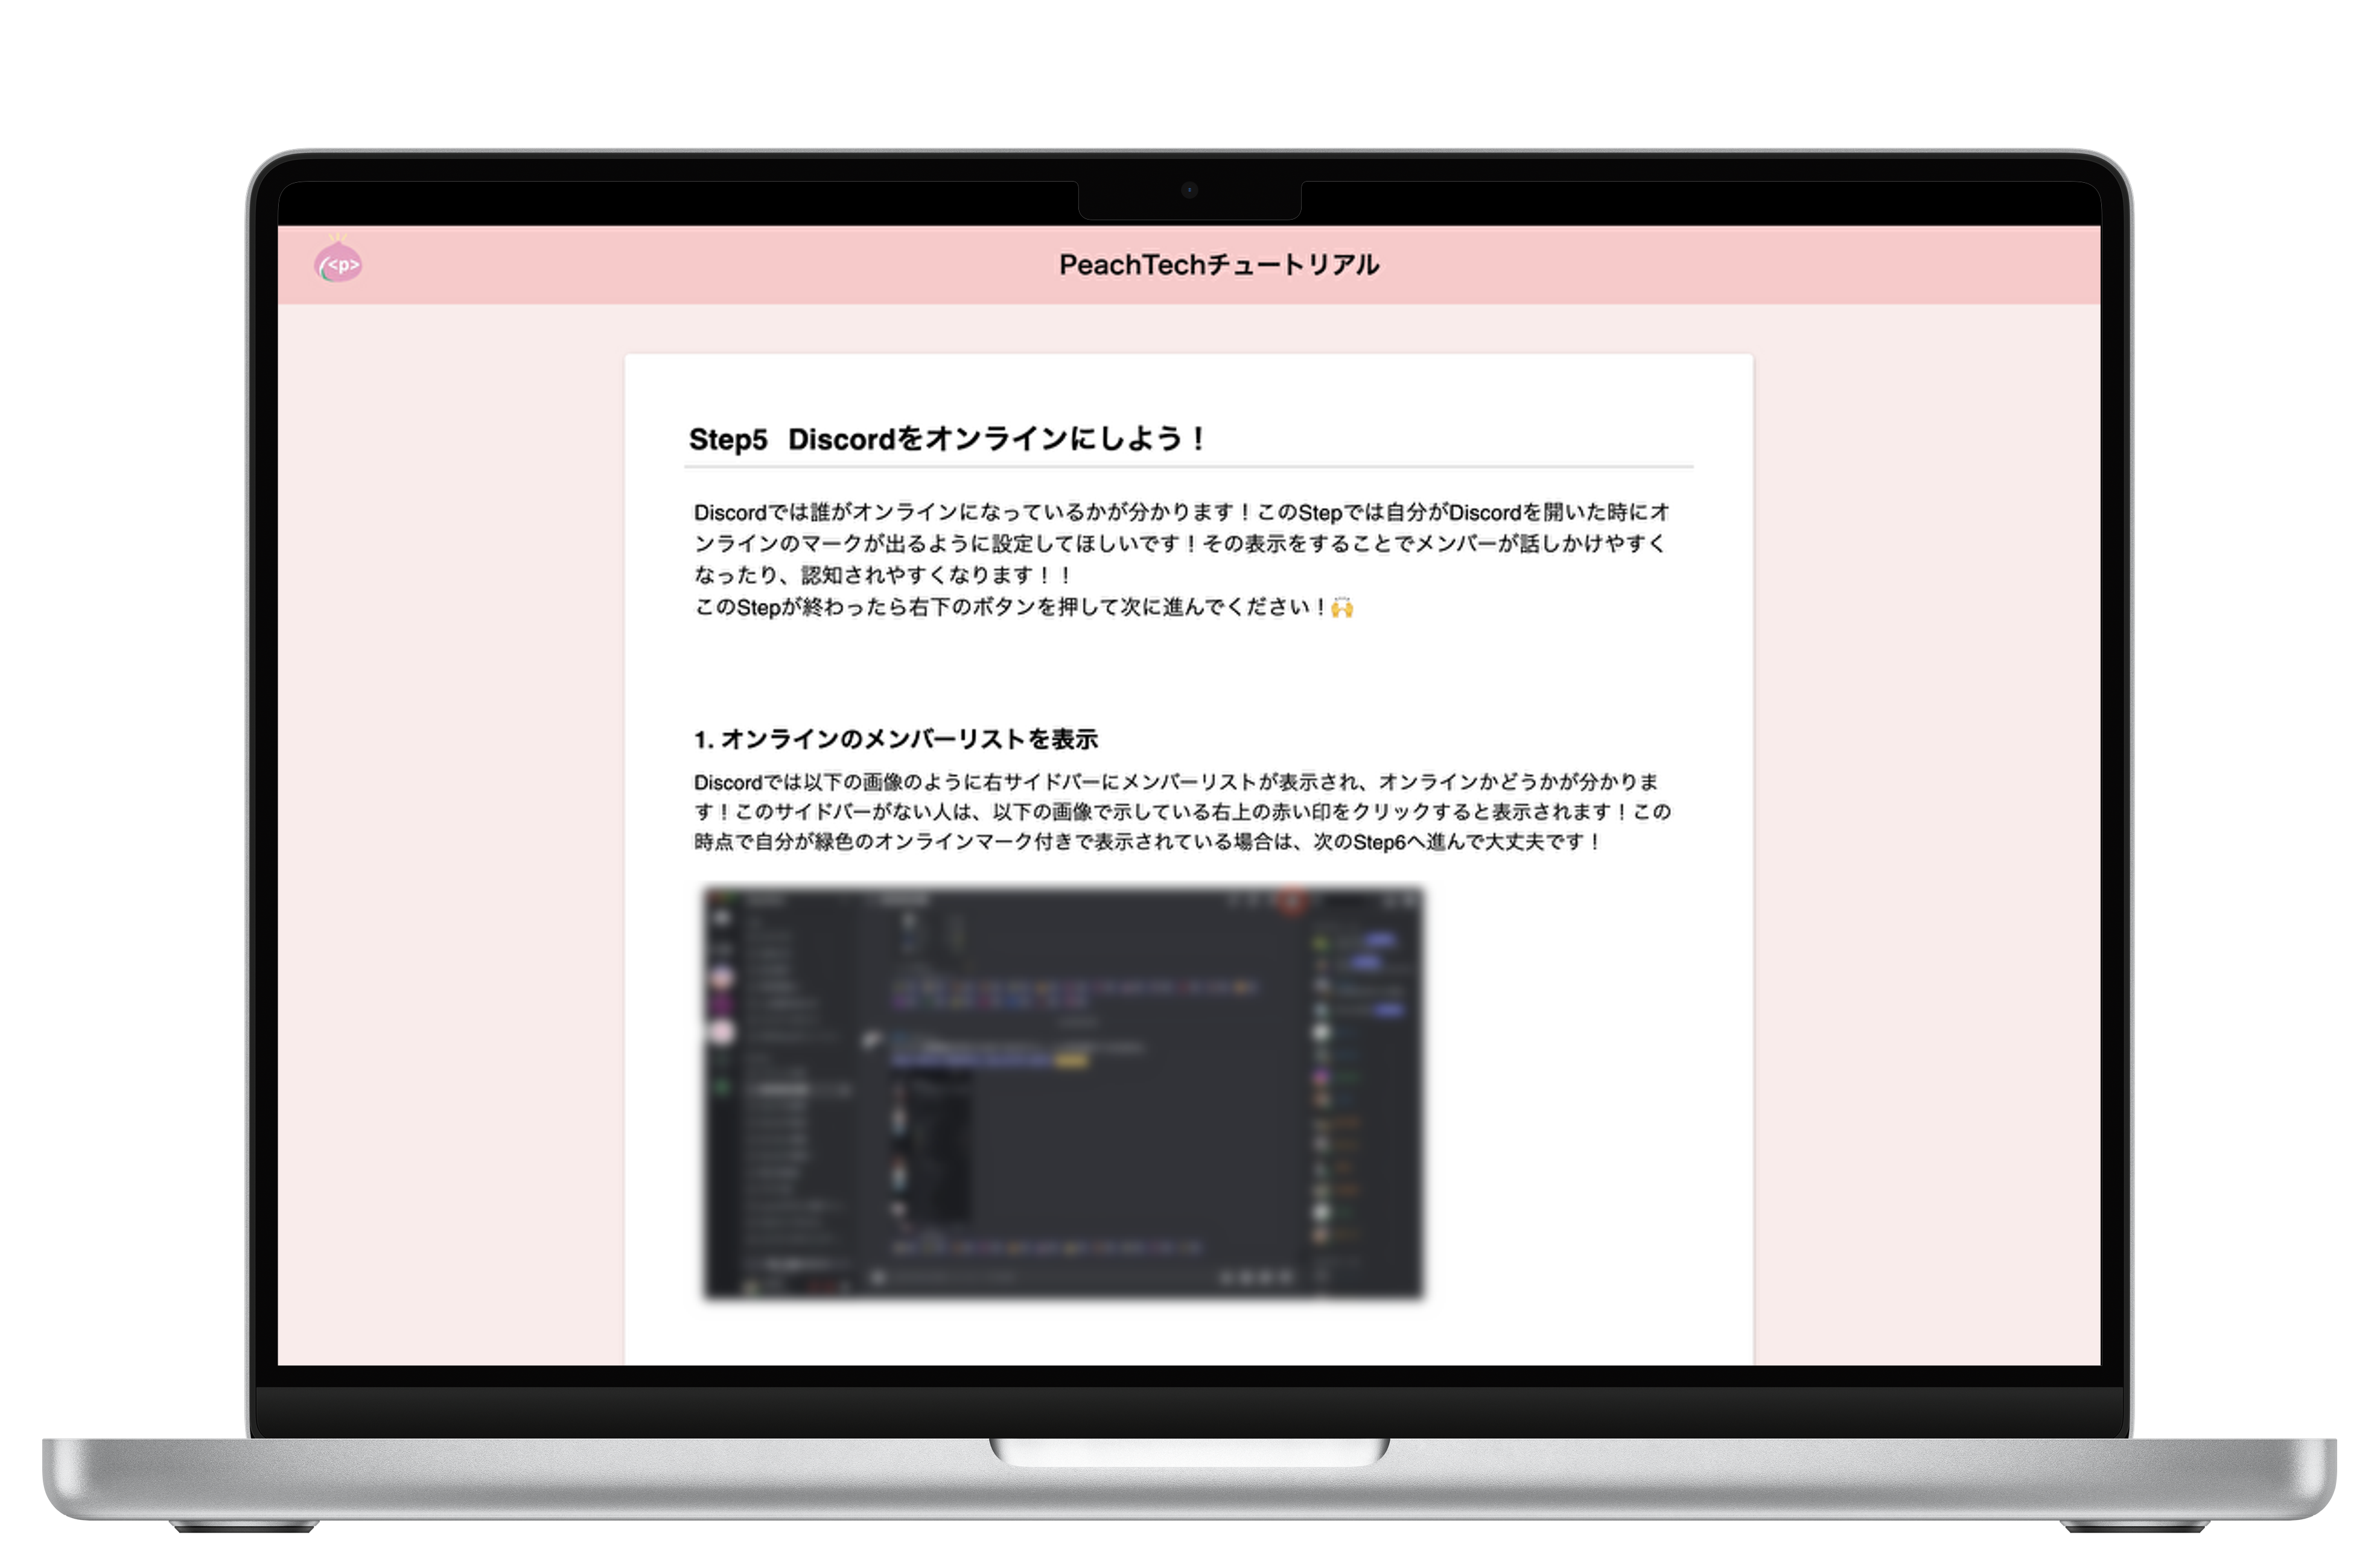 (<p>
PeachTechチュートリアル
Step5 Discordをオンラインにしよう！
Discordでは誰がオンラインになっているかが分かります！このStepでは自分がDiscordを開いた時にオ
ンラインのマークが出るように設定してほしいです！その表示をすることでメンバーが話しかけやすく
なったり、認知されやすくなります！！
このStepが終わったら右下のボタンを押して次に進んでください！🙌
1. オンラインのメンバーリストを表示
Discordでは以下の画像のように右サイドバーにメンバーリストが表示され、オンラインかどうかが分かりま
す！このサイドバーがない人は、以下の画像で示している右上の赤い印をクリックすると表示されます！この
時点で自分が緑色のオンラインマーク付きで表示されている場合は、次のStep6へ進んで大丈夫です！